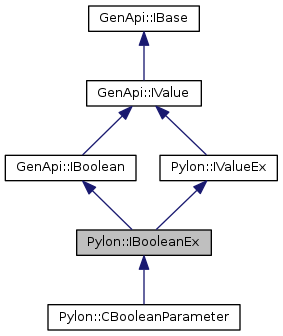 GenApi::IBase
GenApi::IValue
GenApi::IBoolean
Pylon::IValueEx
Pylon::IBooleanEx
Pylon::CBooleanParameter